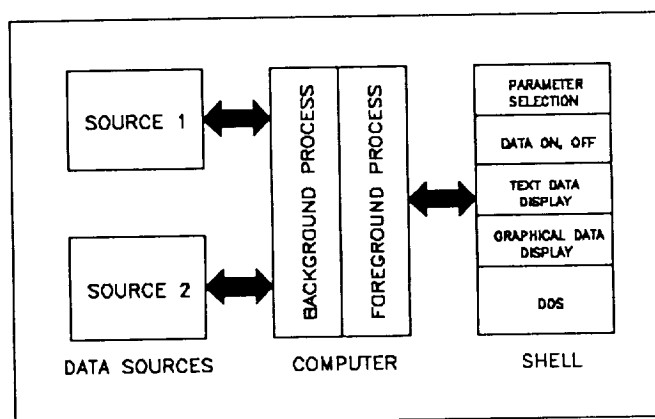 SOURCE 1
SOURCE 2
DATA SOURCES
BACKGROUND PROCESS
FOREGROUND PROCESS
COMPUTER
PARAMETER
SELECTION
DATA ON, OFF
TEXT DATA
DISPLAY
GRAPHICAL DATA
DISPLAY
DOS
SHELL